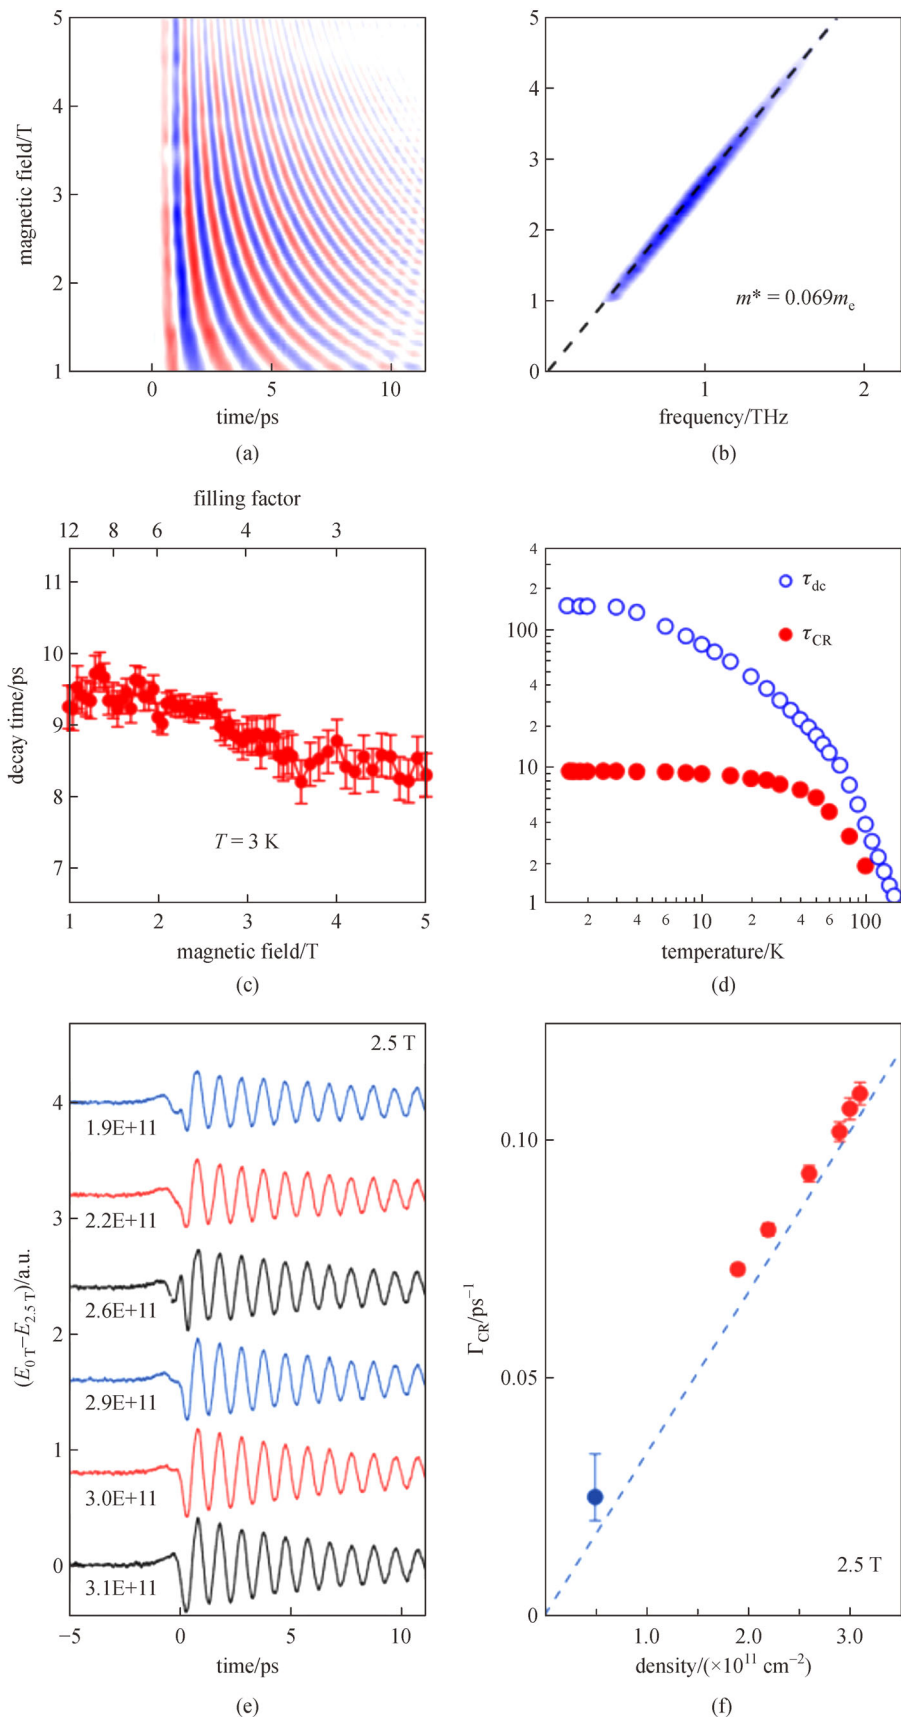 5
4
3
2
1
magnetic field/T
0
5
10
time/ps
(a)
5
4
3
2
1
0
m* = 0.069mₑ
1
2
frequency/THz
(b)
filling factor
12
8
6
4
3
11
10
9
8
7
decay time/ps
T = 3 K
1
2
3
4
5
magnetic field/T
(c)
4
2
100
4
2
10
4
2
1
τdc
τCR
2
4
6
10
2
4
6
100
temperature/K
(d)
2.5 T
4
3
2
1
0
(E0 T−E2.5 T)/a.u.
1.9E+11
2.2E+11
2.6E+11
2.9E+11
3.0E+11
3.1E+11
−5
0
5
10
time/ps
(e)
0.10
0.05
0
ΓCR/ps⁻¹
2.5 T
1.0
2.0
3.0
density/(×10¹¹ cm⁻²)
(f)